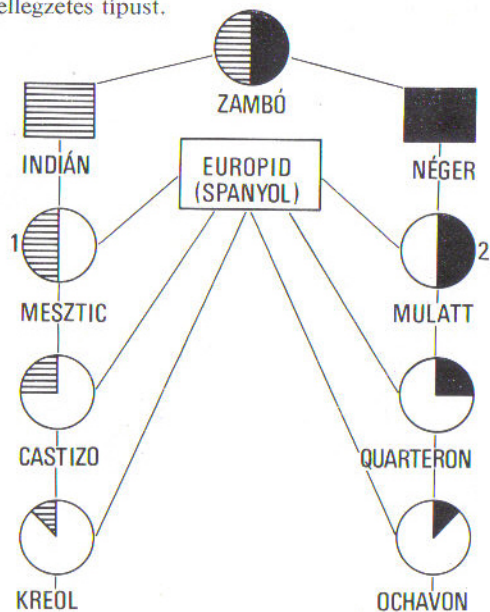 ellegzetes típust.
ZAMBÓ
INDIÁN
EUROPID
(SPANYOL)
NÉGER
1
2
MESZTIC
MULATT
CASTIZO
QUARTERON
KREOL
OCHAVON